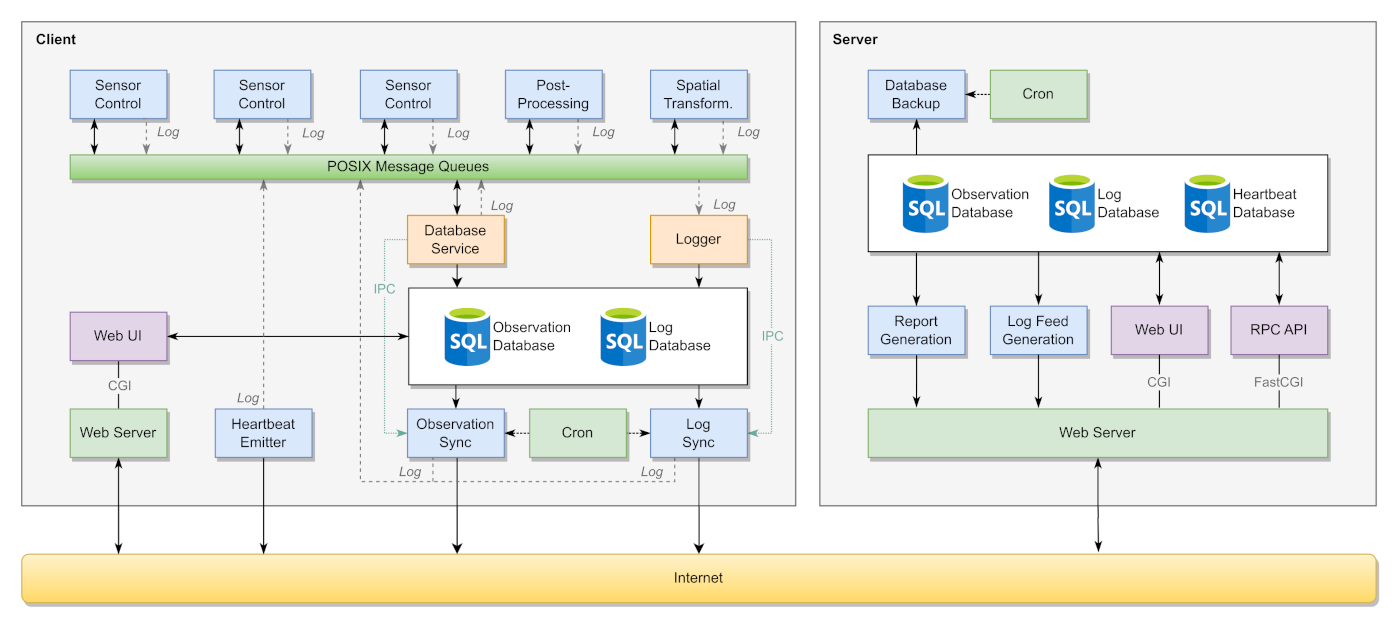 Client
Sensor
Control
Sensor
Control
Sensor
Control
Post-
Processing
Spatial
Transform.
Log
Log
Log
Log
Log
POSIX Message Queues
Log
Log
Database
Service
Logger
IPC
IPC
SQL
Observation
Database
SQL
Log
Database
Web UI
CGI
Web Server
Log
Heartbeat
Emitter
Observation
Sync
Cron
Log
Sync
Log
Log
Server
Database
Backup
Cron
SQL
Observation
Database
SQL
Log
Database
SQL
Heartbeat
Database
Report
Generation
Log Feed
Generation
Web UI
RPC API
CGI
FastCGI
Web Server
Internet